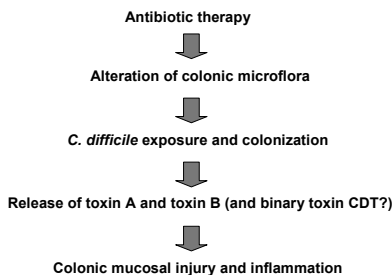 Antibiotic therapy
Alteration of colonic microflora
C. difficile exposure and colonization
Release of toxin A and toxin B (and binary toxin CDT?)
Colonic mucosal injury and inflammation